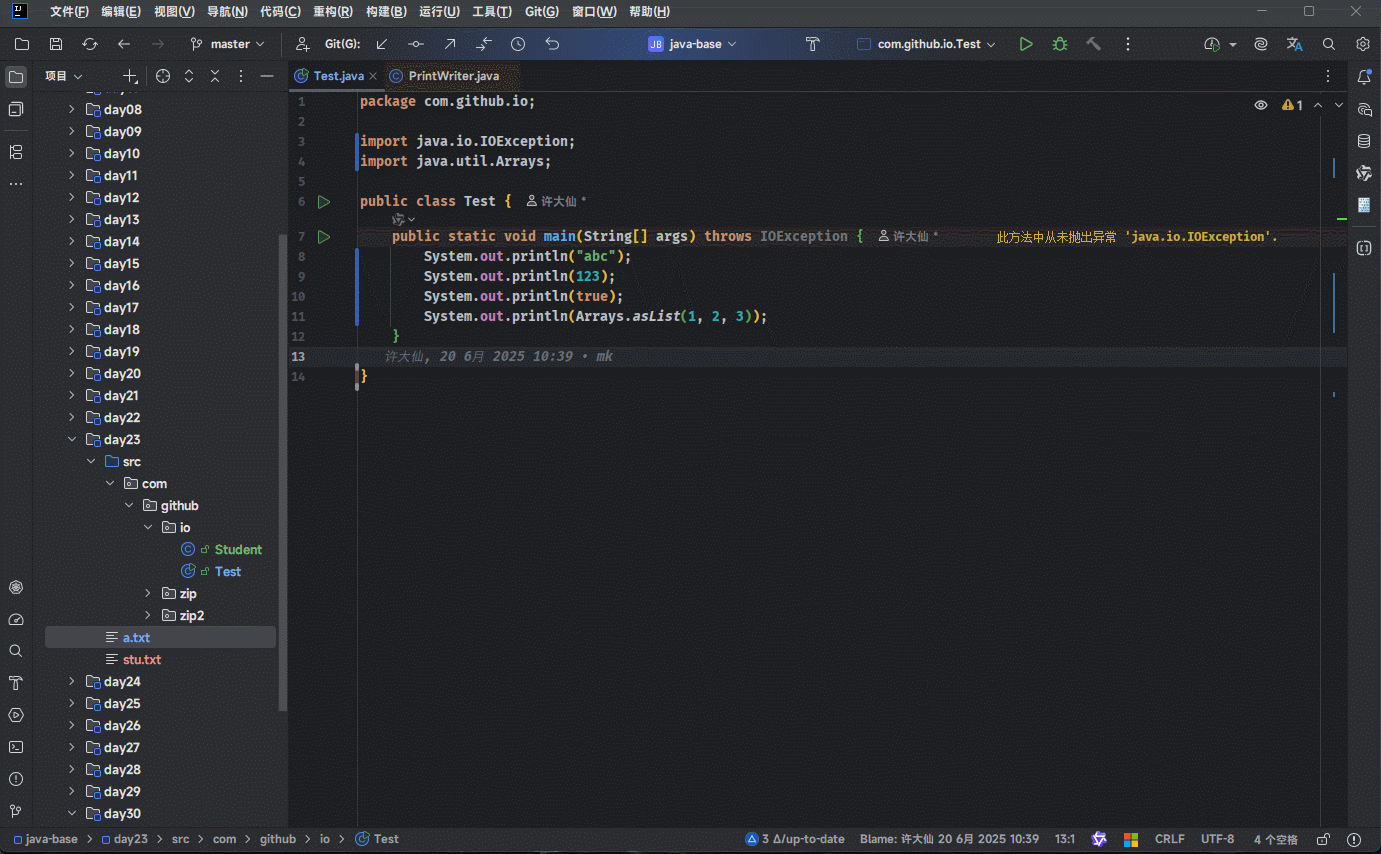 文件(F) 编辑(E) 视图(V) 导航(N) 代码(C) 重构(R) 构建(B) 运行(U) 工具(T) Git(G) 窗口(W) 帮助(H)
master Git(G): JB java-base com.github.io.Test
项目
Test.java PrintWriter.java
day08
day09
day10
day11
day12
day13
day14
day15
day16
day17
day18
day19
day20
day21
day22
day23
src
com
github
io
Student
Test
zip
zip2
a.txt
stu.txt
day24
day25
day26
day27
day28
day29
day30
1 package com.github.io;
2
3 import java.io.IOException;
4 import java.util.Arrays;
5
6 public class Test { 许大仙 *
7 public static void main(String[] args) throws IOException { 许大仙 * 此方法中从未抛出异常 'java.io.IOException'.
8 System.out.println("abc");
9 System.out.println(123);
10 System.out.println(true);
11 System.out.println(Arrays.asList(1, 2, 3));
12 }
13 许大仙, 20 6月 2025 10:39 • mk
14 }
1
java-base > day23 > src > com > github > io > Test
3 Δ/up-to-date Blame: 许大仙 20 6月 2025 10:39 13:1 CRLF UTF-8 4 个空格